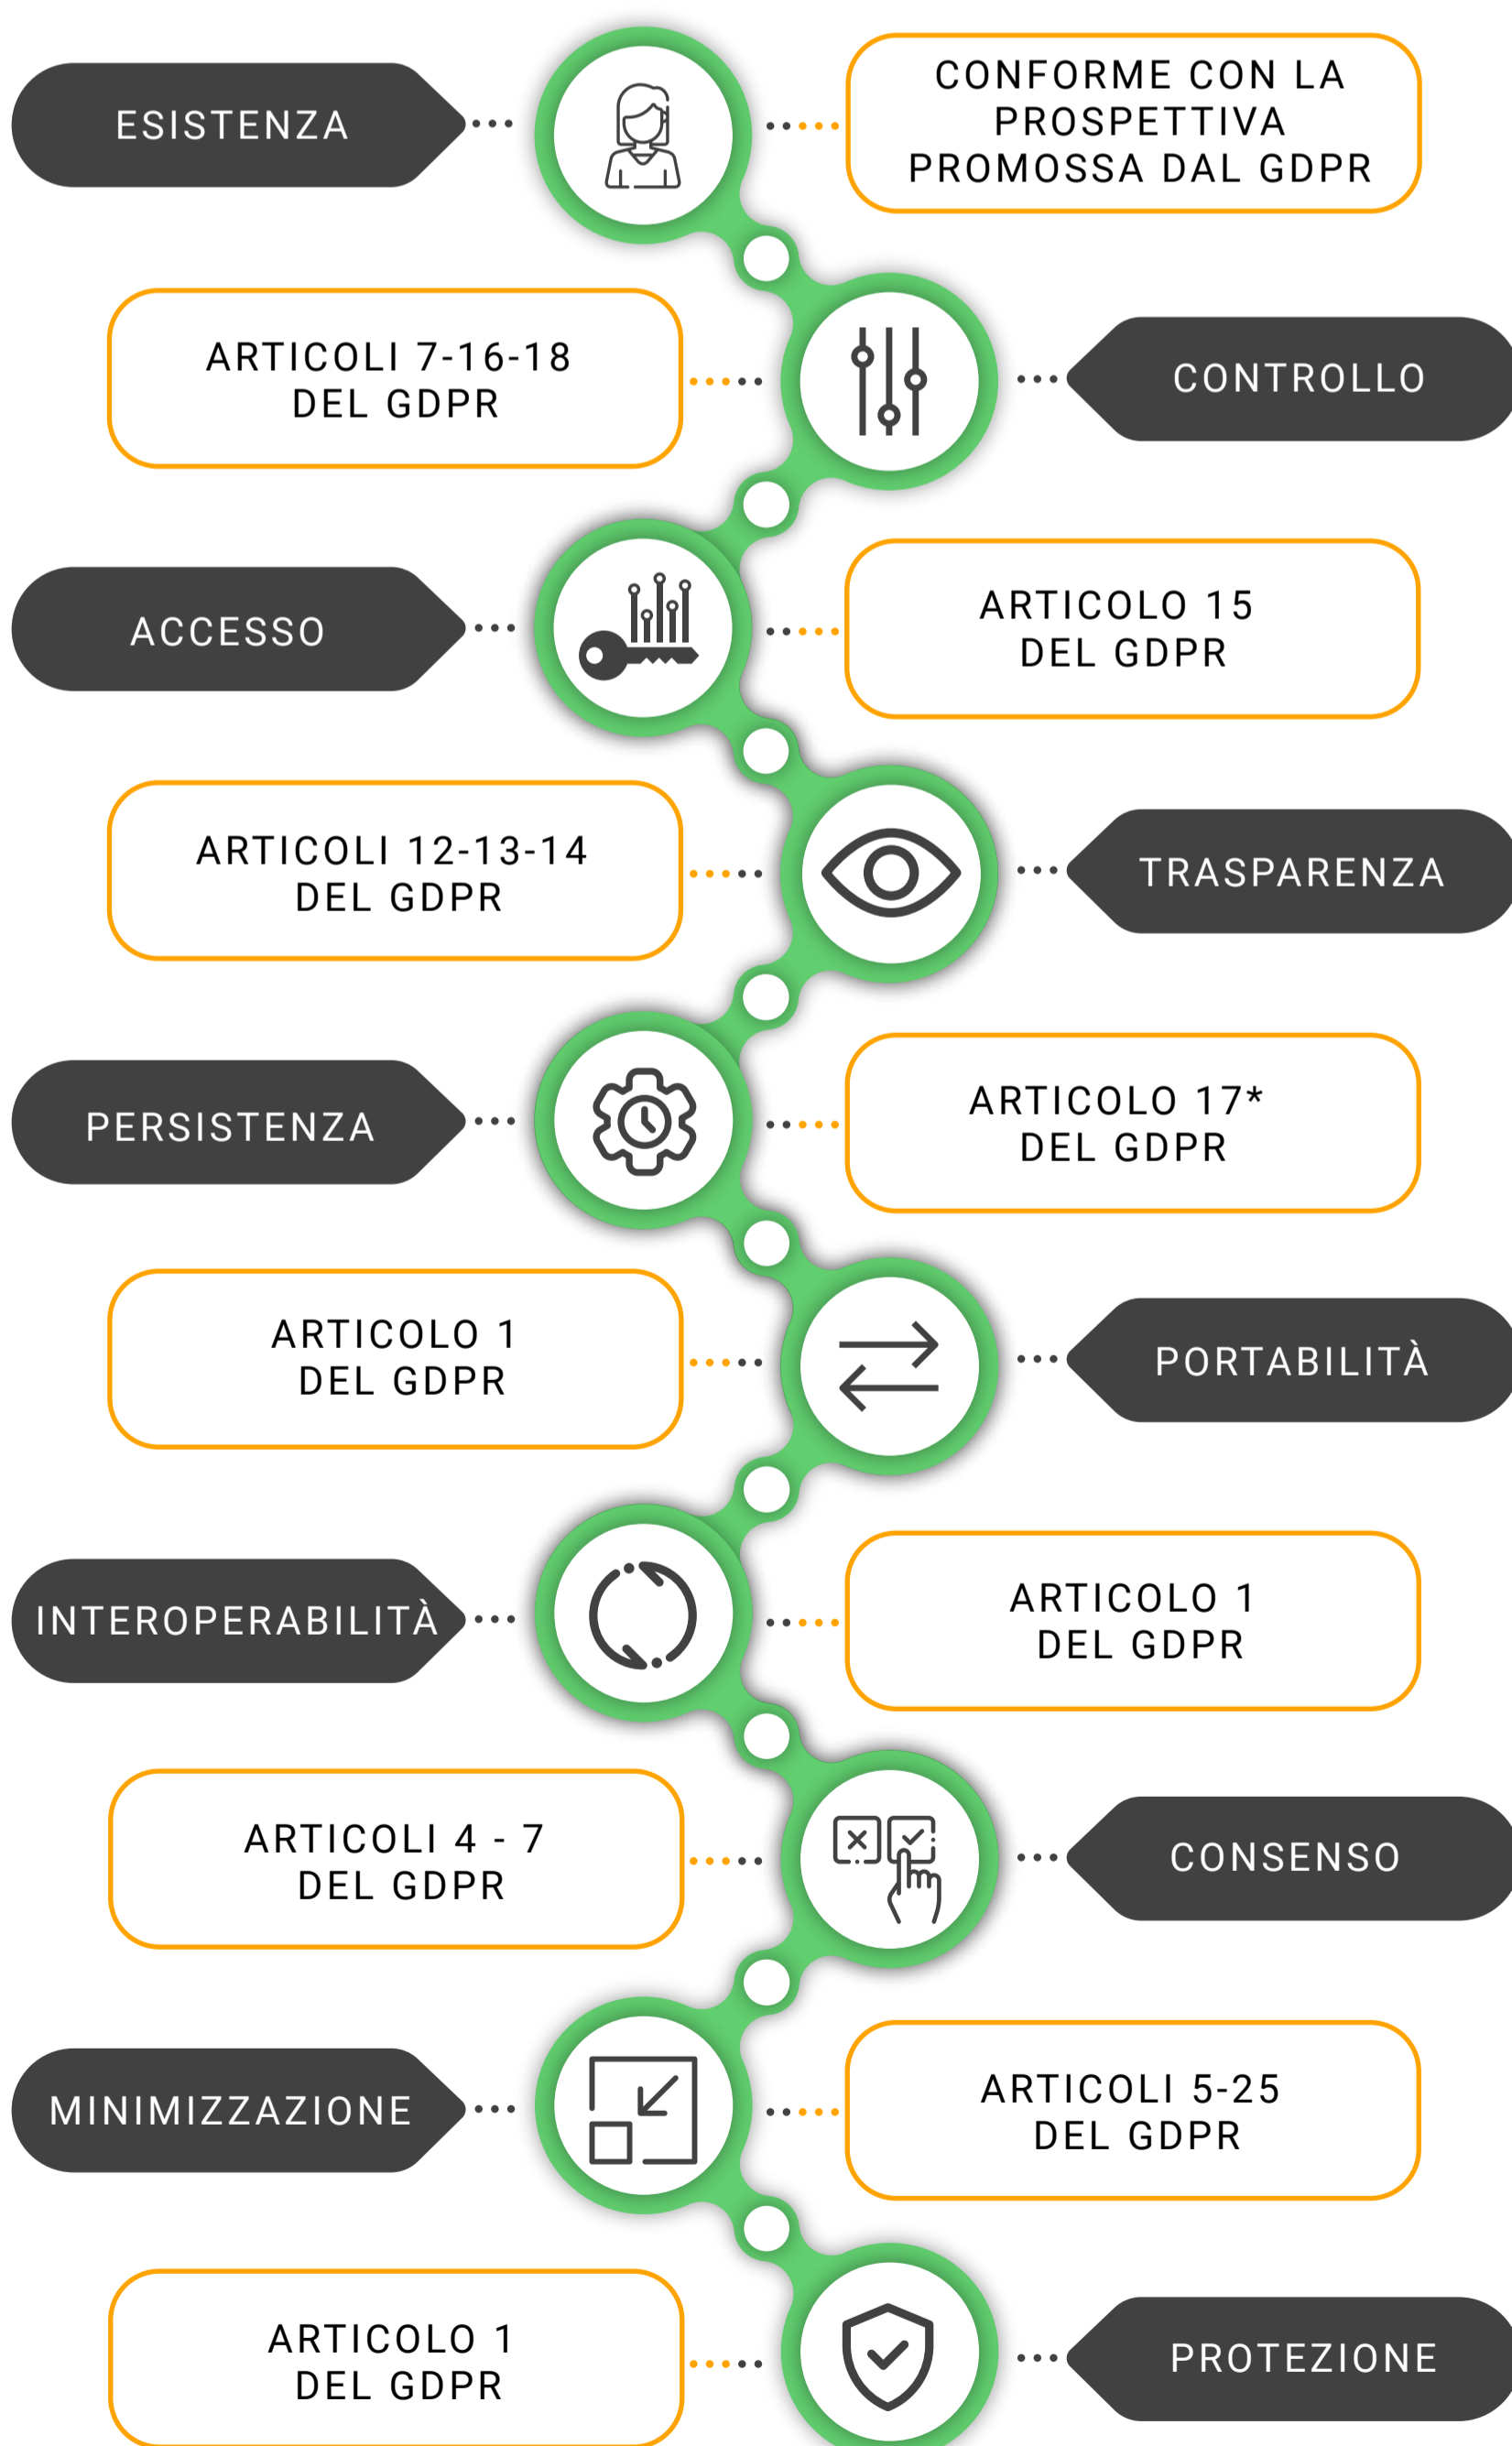 ESISTENZA
CONFORME CON LA
PROSPETTIVA
PROMOSSA DAL GDPR
ARTICOLI 7-16-18
DEL GDPR
CONTROLLO
ACCESSO
ARTICOLO 15
DEL GDPR
ARTICOLI 12-13-14
DEL GDPR
TRASPARENZA
PERSISTENZA
ARTICOLO 17*
DEL GDPR
ARTICOLO 1
DEL GDPR
PORTABILITÀ
INTEROPERABILITÀ
ARTICOLO 1
DEL GDPR
ARTICOLI 4 - 7
DEL GDPR
CONSENSO
MINIMIZZAZIONE
ARTICOLI 5-25
DEL GDPR
ARTICOLO 1
DEL GDPR
PROTEZIONE